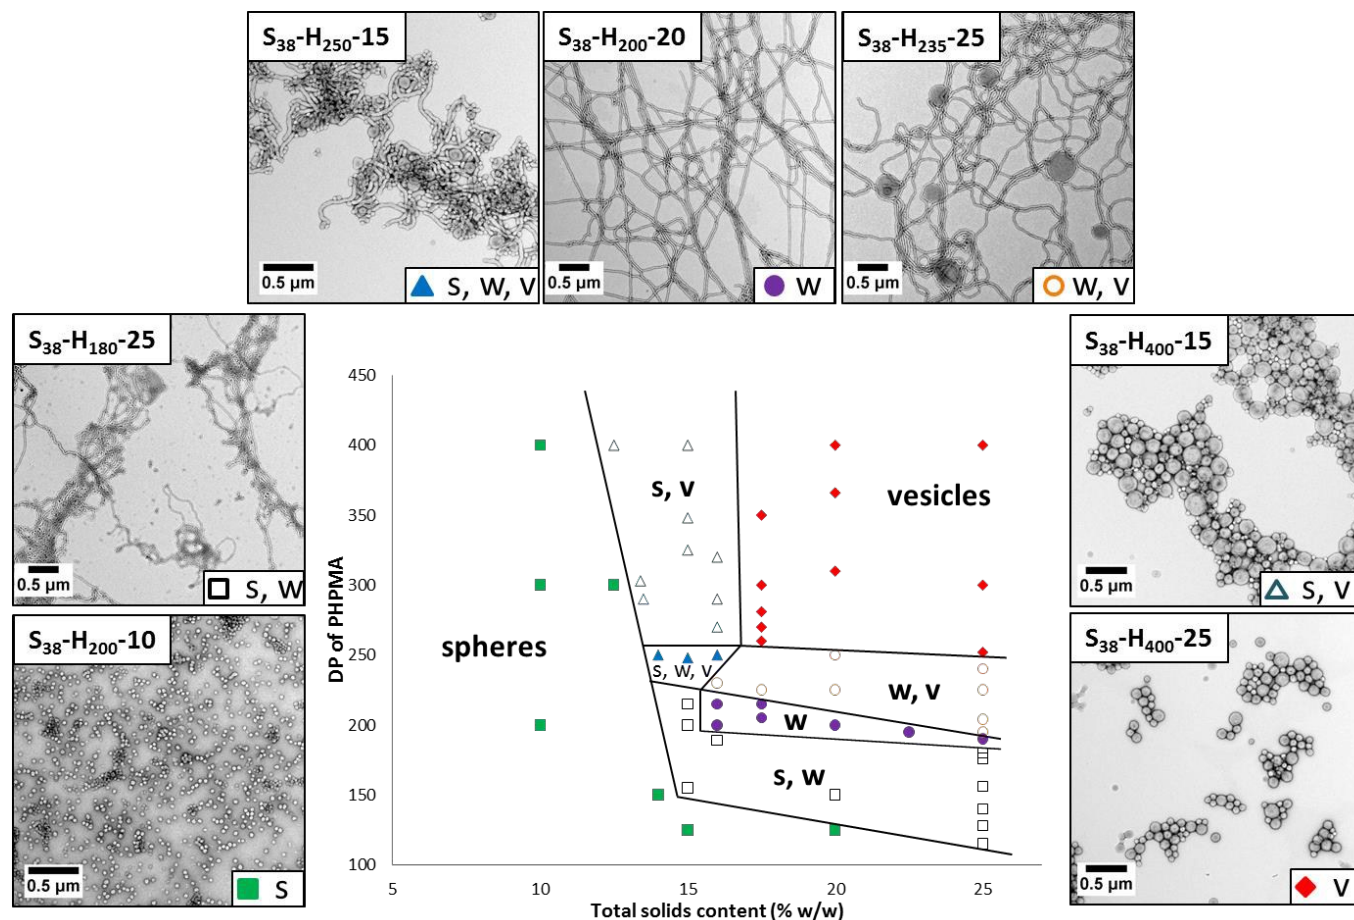 S₃₈-H₂₅₀-15
0.5 µm
S, W, V
S₃₈-H₂₀₀-20
0.5 µm
W
S₃₈-H₂₃₅-25
0.5 µm
W, V
S₃₈-H₁₈₀-25
0.5 µm
S, W
S₃₈-H₂₀₀-10
0.5 µm
S
DP of PHPMA
450
400
350
300
250
200
150
100
5
10
15
20
25
Total solids content (% w/w)
spheres
s, v
vesicles
S, W, V
w, v
w
s, w
S₃₈-H₄₀₀-15
0.5 µm
S, V
S₃₈-H₄₀₀-25
0.5 µm
V